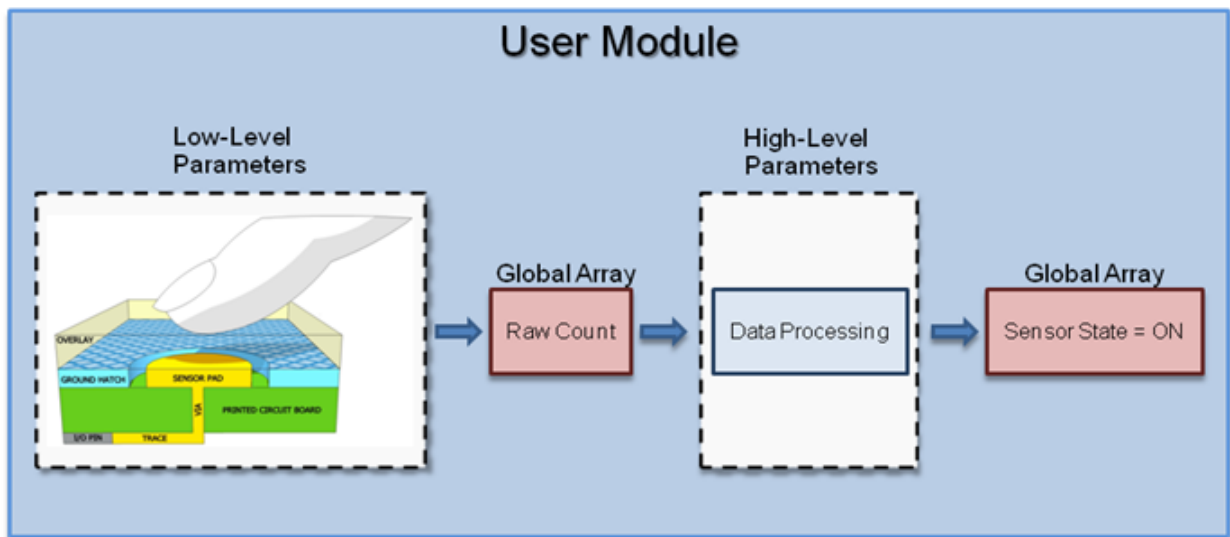 User Module
Low-Level
Parameters
High-Level
Parameters
Global Array
Raw Count
Data Processing
Global Array
Sensor State = ON
OVERLAY
GROUND HATCH
SENSOR PAD
VIA
PRINTED CIRCUIT BOARD
I/O PIN
TRACE